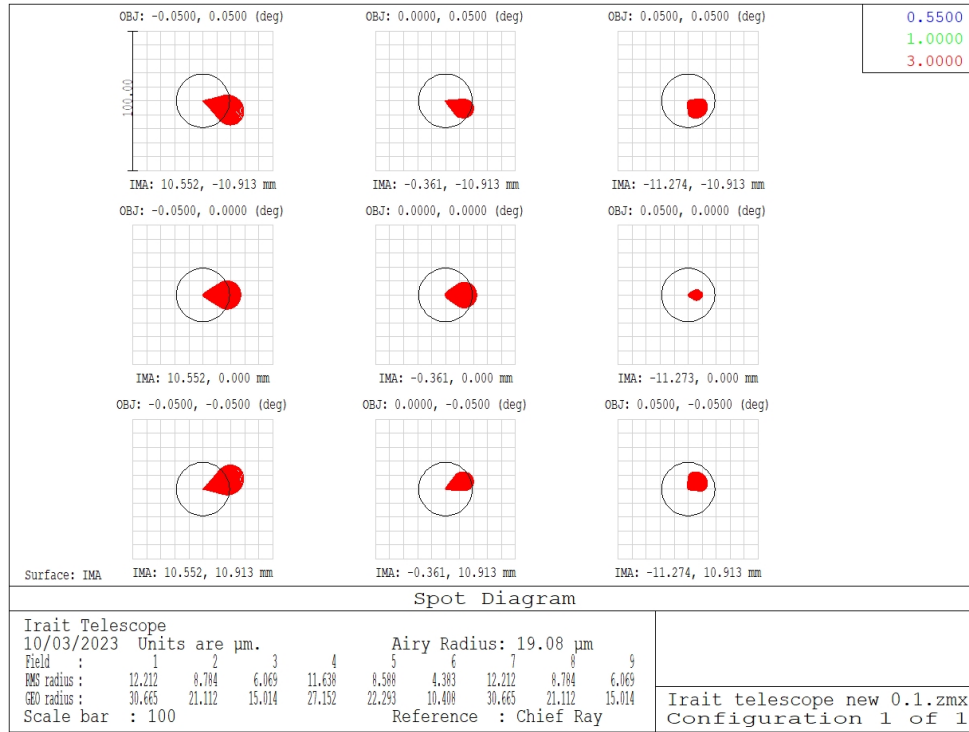 OBJ: -0.0500, 0.0500 (deg) OBJ: 0.0000, 0.0500 (deg) OBJ: 0.0500, 0.0500 (deg)
0.5500
1.0000
3.0000
100.00
IMA: 10.552, -10.913 mm IMA: -0.361, -10.913 mm IMA: -11.274, -10.913 mm
OBJ: -0.0500, 0.0000 (deg) OBJ: 0.0000, 0.0000 (deg) OBJ: 0.0500, 0.0000 (deg)
IMA: 10.552, 0.000 mm IMA: -0.361, 0.000 mm IMA: -11.273, 0.000 mm
OBJ: -0.0500, -0.0500 (deg) OBJ: 0.0000, -0.0500 (deg) OBJ: 0.0500, -0.0500 (deg)
Surface: IMA IMA: 10.552, 10.913 mm IMA: -0.361, 10.913 mm IMA: -11.274, 10.913 mm
Spot Diagram
Irait Telescope
10/03/2023 Units are µm. Airy Radius: 19.08 µm
Field : 1 2 3 4 5 6 7 8 9
RMS radius : 12.212 8.784 6.069 11.638 8.588 4.383 12.212 8.784 6.069
GEO radius : 30.665 21.112 15.014 27.152 22.293 10.408 30.665 21.112 15.014
Scale bar : 100 Reference : Chief Ray
Irait telescope new 0.1.zmx
Configuration 1 of 1